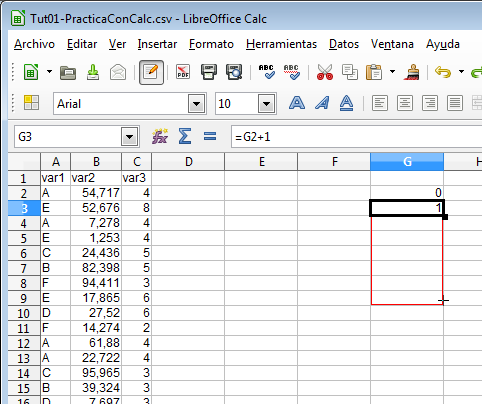 Tut01-PracticaConCalc.csv - LibreOffice Calc
Archivo Editar Ver Insertar Formato Herramientas Datos Ventana Ayuda
PDF ABC ABC
Arial 10 A A A
G3 fx Σ = =G2+1
A B C D E F G H
1 var1 var2 var3
2 A 54,717 4 0
3 E 52,676 8 1
4 A 7,278 4
5 E 1,253 4
6 C 24,436 5
7 B 82,398 5
8 F 94,411 3
9 E 17,865 6
10 D 27,52 6
11 F 14,274 2
12 A 61,88 4
13 A 22,722 4
14 C 95,965 3
15 B 39,324 3
16 D 7,697 3